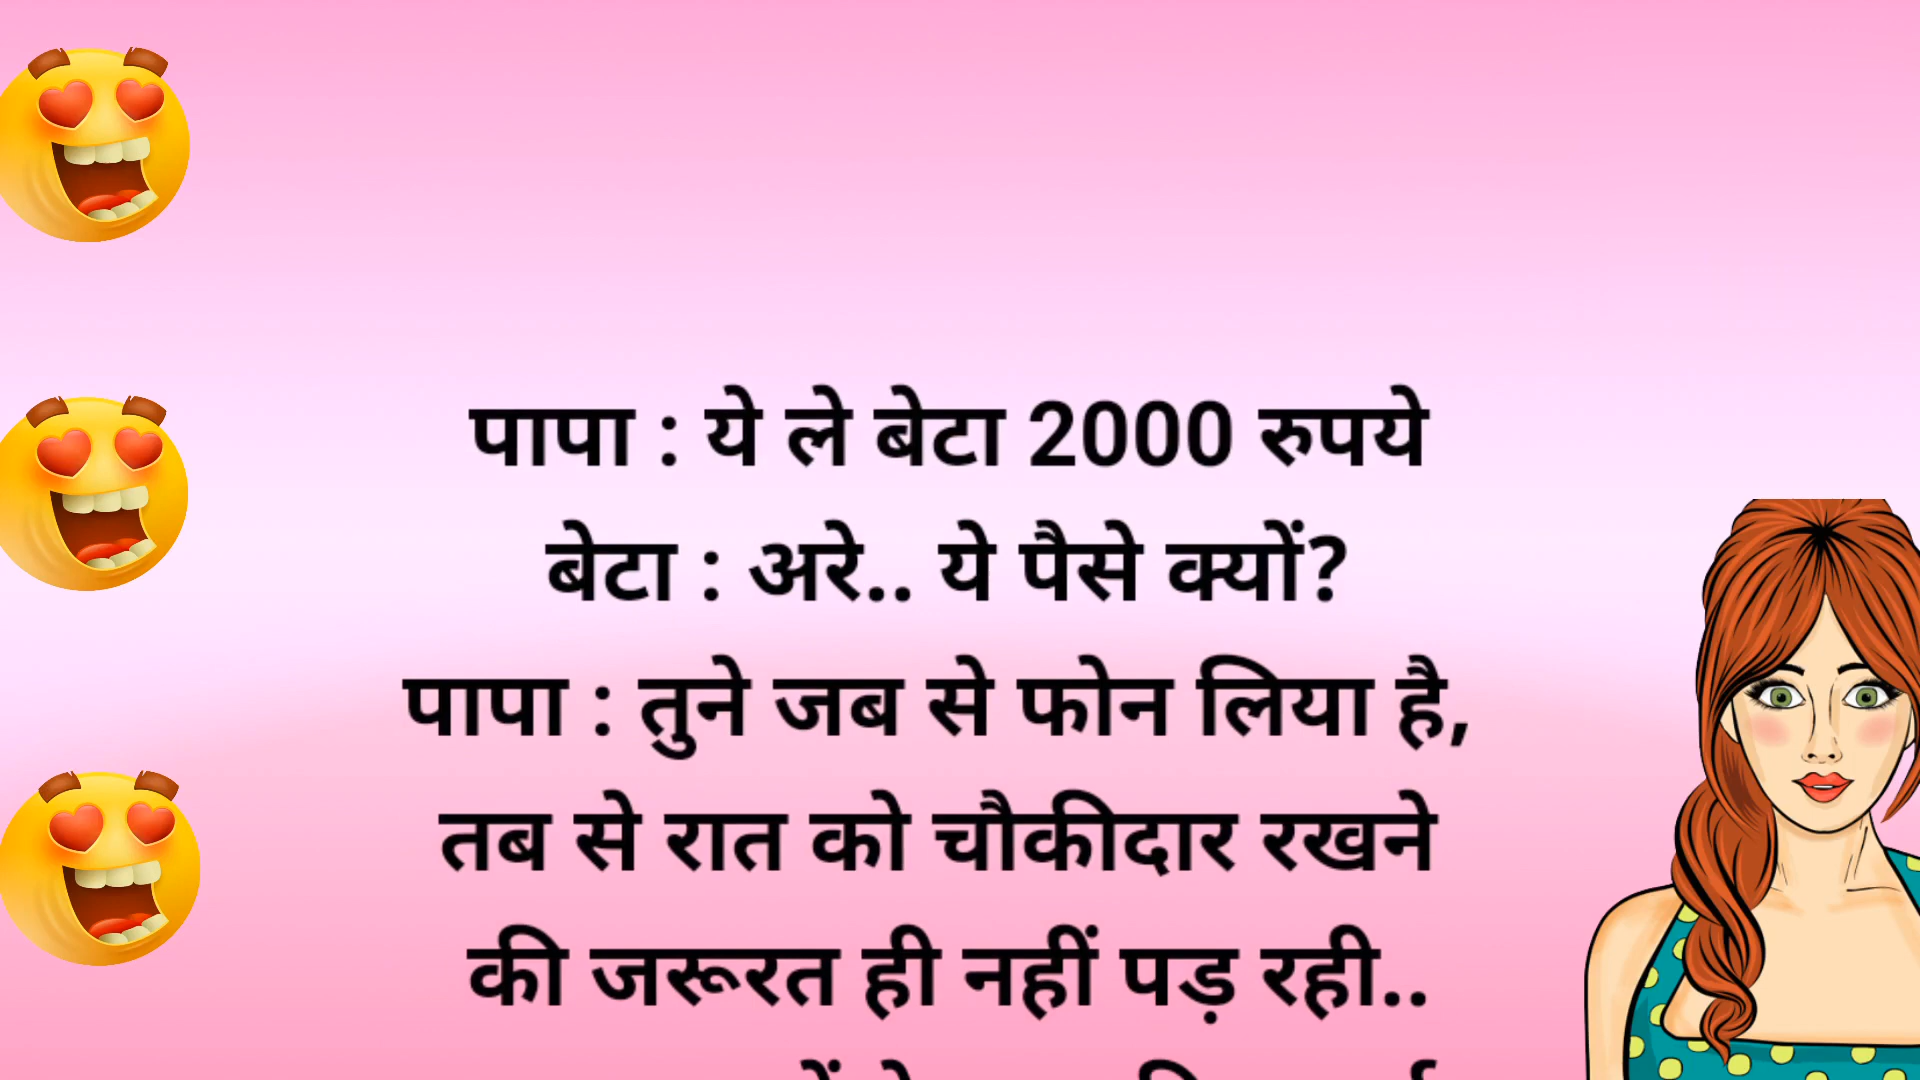 पापा : ये ले बेटा 2000 रुपये
बेटा : अरे.. ये पैसे क्यों?
पापा : तुने जब से फोन लिया है,
तब से रात को चौकीदार रखने
की जरूरत ही नहीं पड़ रही..